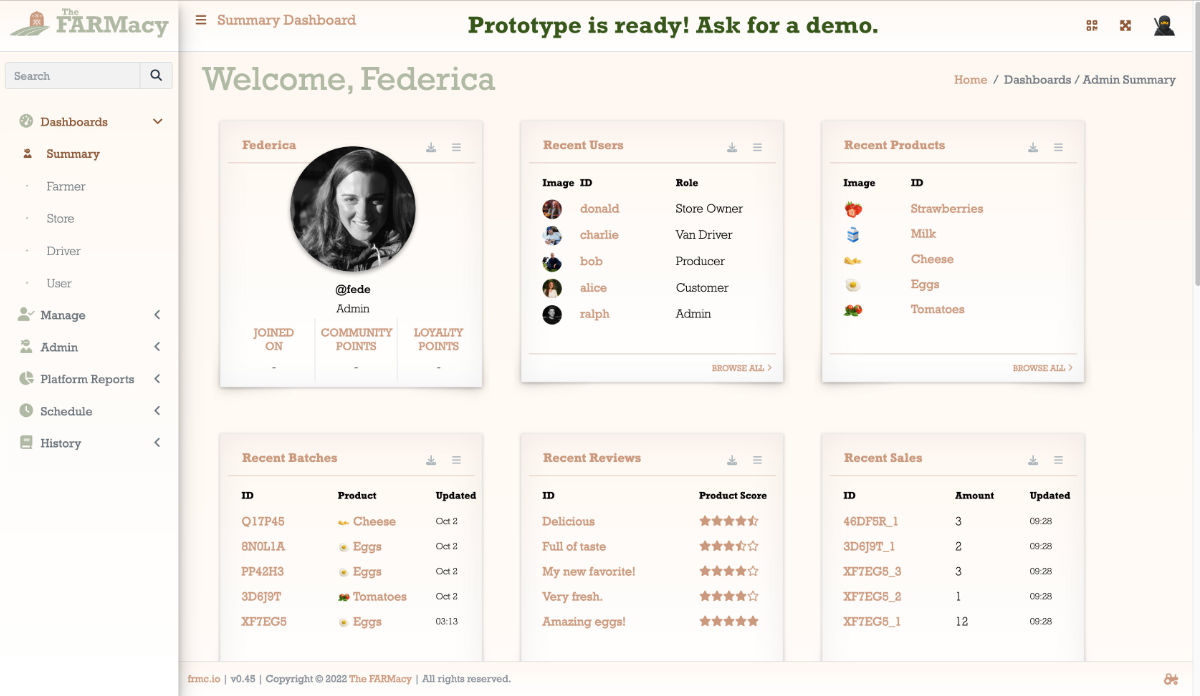 The
FARMacy
Summary Dashboard
Prototype is ready! Ask for a demo.
Search
Welcome, Federica
Home / Dashboards / Admin Summary
Dashboards
Summary
Farmer
Store
Driver
User
Manage
Admin
Platform Reports
Schedule
History
Federica
@fede
Admin
JOINED ON
COMMUNITY POINTS
LOYALTY POINTS
- - -
Recent Users
Image ID Role
donald Store Owner
charlie Van Driver
bob Producer
alice Customer
ralph Admin
BROWSE ALL
Recent Products
Image ID
Strawberries
Milk
Cheese
Eggs
Tomatoes
BROWSE ALL
Recent Batches
ID Product Updated
Q17P45 Cheese Oct 2
8N0L1A Eggs Oct 2
PP42H3 Eggs Oct 2
3D6J9T Tomatoes Oct 2
XF7EG5 Eggs 03:13
Recent Reviews
ID Product Score
Delicious
Full of taste
My new favorite!
Very fresh.
Amazing eggs!
Recent Sales
ID Amount Updated
46DF5R_1 3 09:28
3D6J9T_1 2 09:28
XF7EG5_3 3 09:28
XF7EG5_2 1 09:28
XF7EG5_1 12 09:28
frmc.io | v0.45 | Copyright © 2022 The FARMacy | All rights reserved.